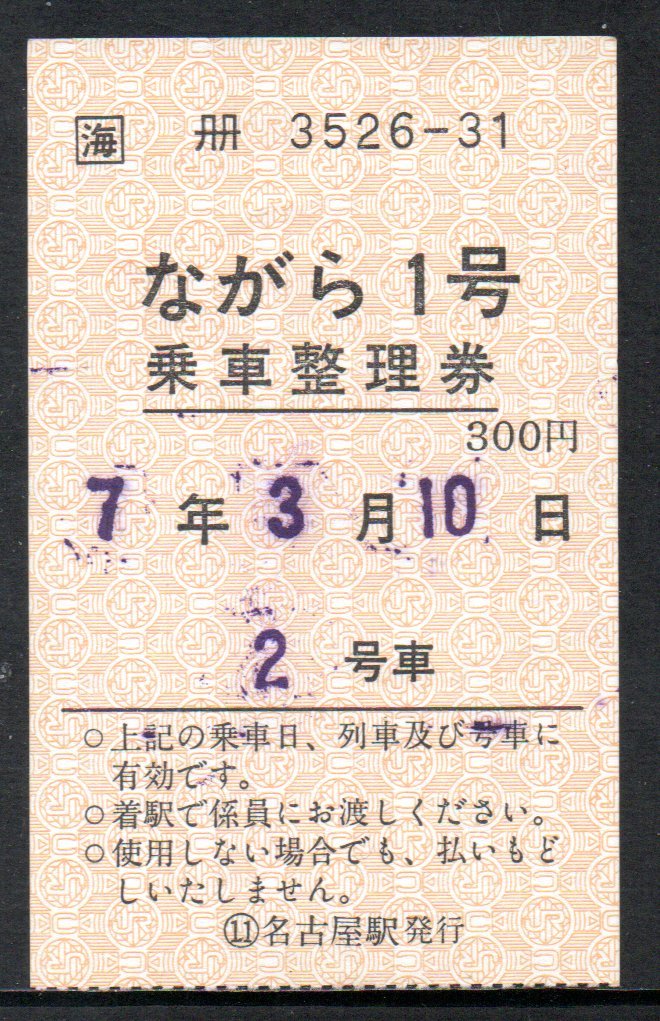 海 冊 3526-31
ながら1号
乗車整理券
300円
7年3月10日
2号車
○上記の乗車日、列車及び号車に
有効です。
○着駅で係員にお渡しください。
○使用しない場合でも、払いもど
しいたしません。
⑪名古屋駅発行